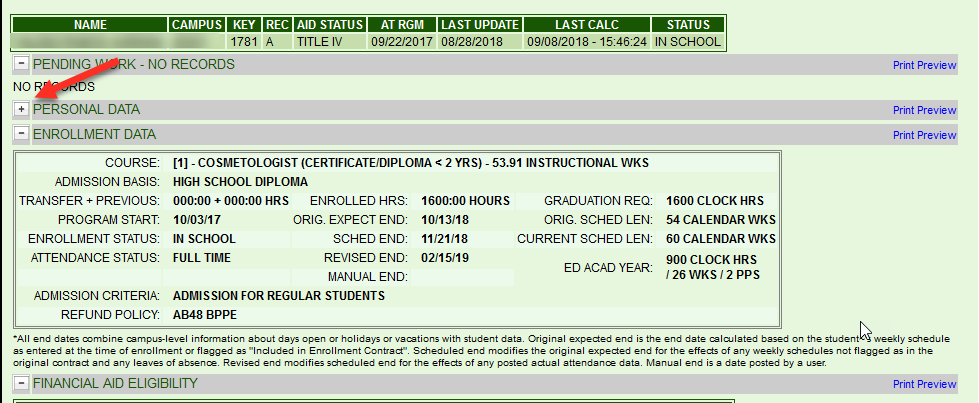 NAME CAMPUS KEY REC AID STATUS AT RGM LAST UPDATE LAST CALC STATUS
1781 A TITLE IV 09/22/2017 08/28/2018 09/08/2018 - 15:46:24 IN SCHOOL
− PENDING WORK - NO RECORDS Print Preview
NO RECORDS
+ PERSONAL DATA Print Preview
− ENROLLMENT DATA Print Preview
COURSE: [1] - COSMETOLOGIST (CERTIFICATE/DIPLOMA < 2 YRS) - 53.91 INSTRUCTIONAL WKS
ADMISSION BASIS: HIGH SCHOOL DIPLOMA
TRANSFER + PREVIOUS: 000:00 + 000:00 HRS ENROLLED HRS: 1600:00 HOURS GRADUATION REQ: 1600 CLOCK HRS
PROGRAM START: 10/03/17 ORIG. EXPECT END: 10/13/18 ORIG. SCHED LEN: 54 CALENDAR WKS
ENROLLMENT STATUS: IN SCHOOL SCHED END: 11/21/18 CURRENT SCHED LEN: 60 CALENDAR WKS
ATTENDANCE STATUS: FULL TIME REVISED END: 02/15/19 ED ACAD YEAR: 900 CLOCK HRS
/ 26 WKS / 2 PPS
MANUAL END:
ADMISSION CRITERIA: ADMISSION FOR REGULAR STUDENTS
REFUND POLICY: AB48 BPPE
*All end dates combine campus-level information about days open or holidays or vacations with student data. Original expected end is the end date calculated based on the student's weekly schedule
as entered at the time of enrollment or flagged as "Included in Enrollment Contract". Scheduled end modifies the original expected end for the effects of any weekly schedules not flagged as in the
original contract and any leaves of absence. Revised end modifies scheduled end for the effects of any posted actual attendance data. Manual end is a date posted by a user.
− FINANCIAL AID ELIGIBILITY Print Preview